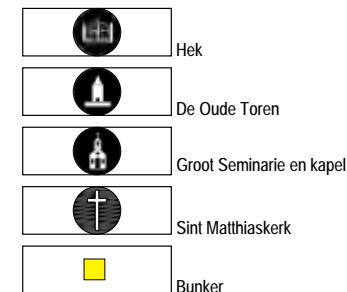 Hek
De Oude Toren
Groot Seminarie en kapel
Sint Matthiaskerk
Bunker